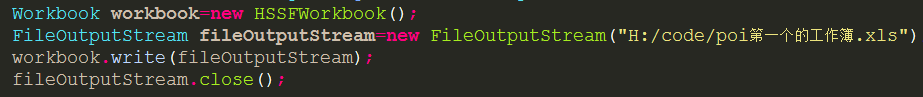 Workbook workbook=new HSSFWorkbook();
FileOutputStream fileOutputStream=new FileOutputStream("H:/code/poi第一个的工作簿.xls")
workbook.write(fileOutputStream);
fileOutputStream.close();